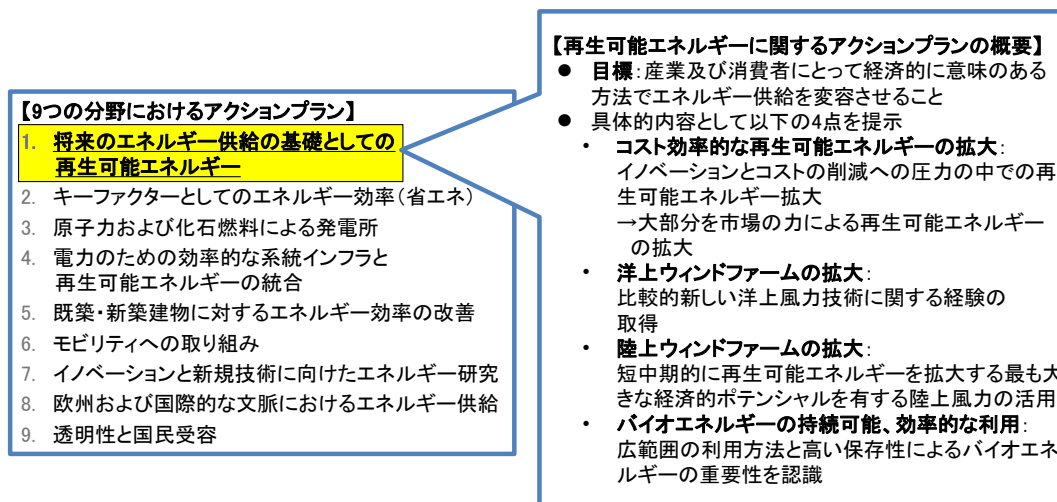 【9つの分野におけるアクションプラン】
1. 将来のエネルギー供給の基礎としての
再生可能エネルギー
2. キーファクターとしてのエネルギー効率（省エネ）
3. 原子力および化石燃料による発電所
4. 電力のための効率的な系統インフラと
再生可能エネルギーの統合
5. 既築・新築建物に対するエネルギー効率の改善
6. モビリティへの取り組み
7. イノベーションと新規技術に向けたエネルギー研究
8. 欧州および国際的な文脈におけるエネルギー供給
9. 透明性と国民受容
【再生可能エネルギーに関するアクションプランの概要】
● 目標：産業及び消費者にとって経済的に意味のある
方法でエネルギー供給を変容させること
● 具体的内容として以下の4点を提示
・ コスト効率的な再生可能エネルギーの拡大：
イノベーションとコストの削減への圧力の中での再
生可能エネルギー拡大
→大部分を市場の力による再生可能エネルギー
の拡大
・ 洋上ウィンドファームの拡大：
比較的新しい洋上風力技術に関する経験の
取得
・ 陸上ウィンドファームの拡大：
短中期的に再生可能エネルギーを拡大する最も大
きな経済的ポテンシャルを有する陸上風力の活用
・ バイオエネルギーの持続可能、効率的な利用：
広範囲の利用方法と高い保存性によるバイオエネ
ルギーの重要性を認識